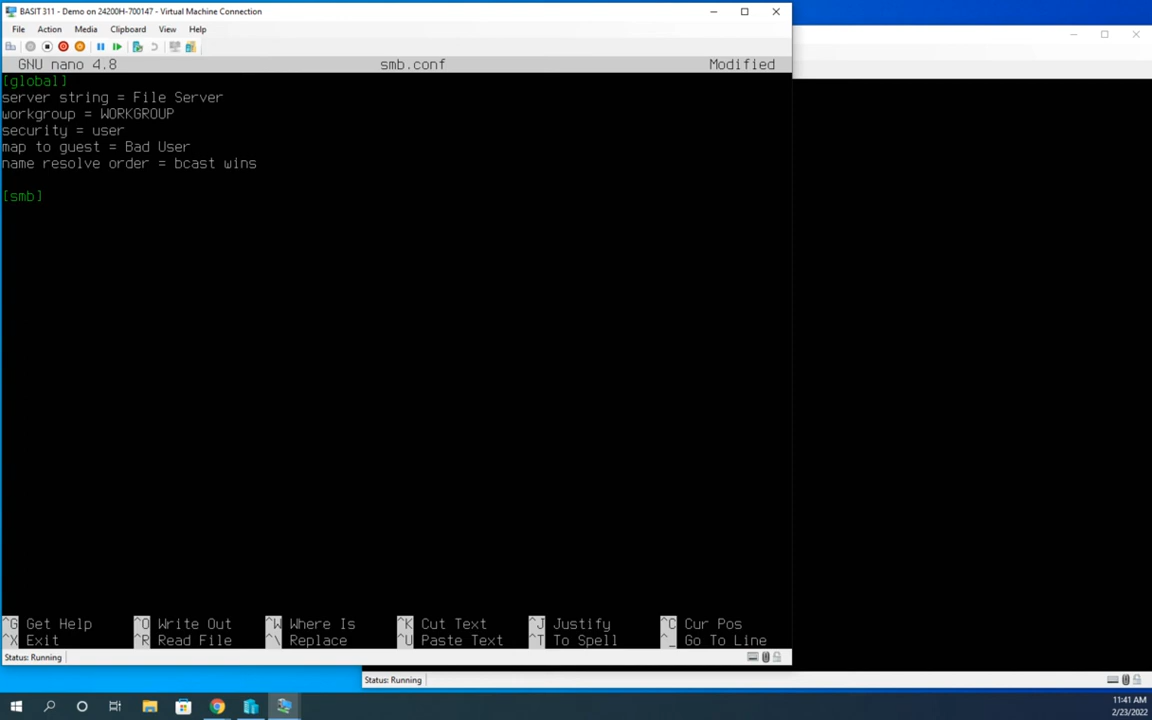 BASIT 311 - Demo on 24200H-700147 - Virtual Machine Connection
File Action Media Clipboard View Help
GNU nano 4.8 smb.conf Modified
[global]
server string = File Server
workgroup = WORKGROUP
security = user
map to guest = Bad User
name resolve order = bcast wins
[smb]
^G Get Help ^O Write Out ^W Where Is ^K Cut Text ^J Justify ^C Cur Pos
^X Exit ^R Read File ^\ Replace ^U Paste Text ^T To Spell ^_ Go To Line
Status: Running
Status: Running
11:41 AM
2/23/2022